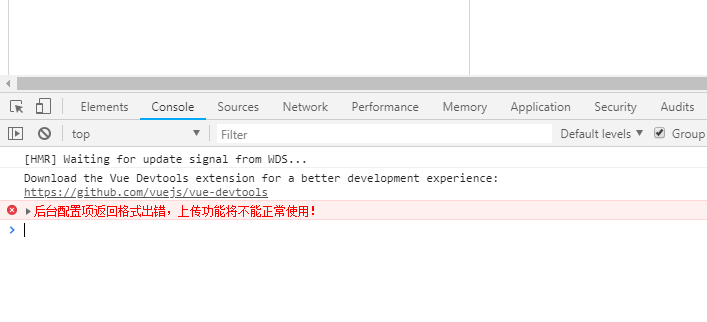 Elements Console Sources Network Performance Memory Application Security Audits
top Filter Default levels Group
[HMR] Waiting for update signal from WDS...
Download the Vue Devtools extension for a better development experience:
https://github.com/vuejs/vue-devtools
后台配置项返回格式出错，上传功能将不能正常使用！